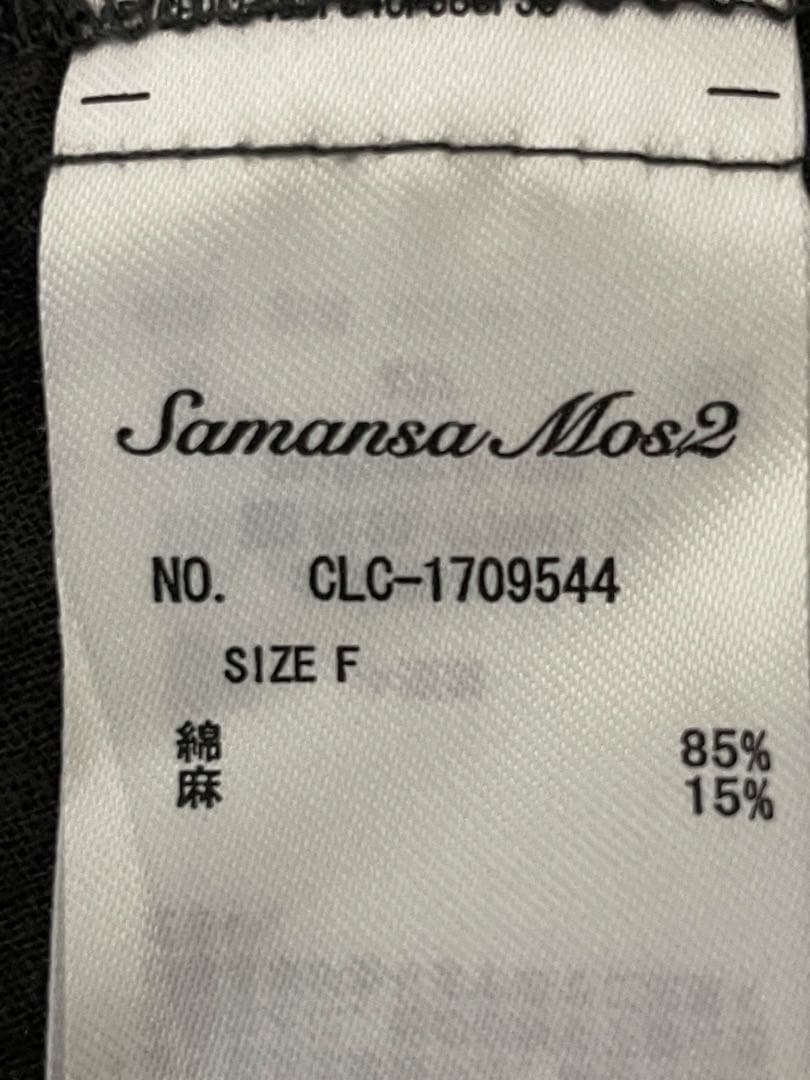 Samansa Mos2
NO. CLC-1709544
SIZE F
綿 85%
麻 15%